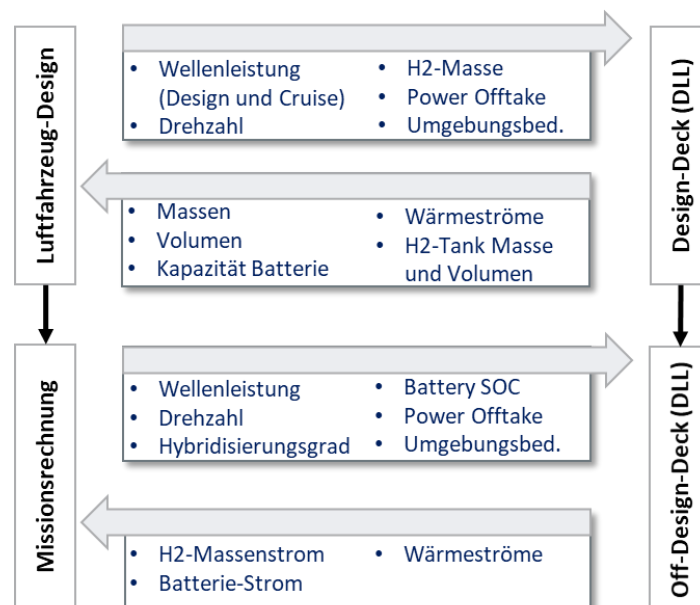 Luftfahrzeug-Design
• Wellenleistung
(Design und Cruise)
• Drehzahl
• H2-Masse
• Power Offtake
• Umgebungsbed.
Design-Deck (DLL)
• Massen
• Volumen
• Kapazität Batterie
• Wärmeströme
• H2-Tank Masse
und Volumen
Missionsrechnung
• Wellenleistung
• Drehzahl
• Hybridisierungsgrad
• Battery SOC
• Power Offtake
• Umgebungsbed.
Off-Design-Deck (DLL)
• H2-Massenstrom
• Batterie-Strom
• Wärmeströme